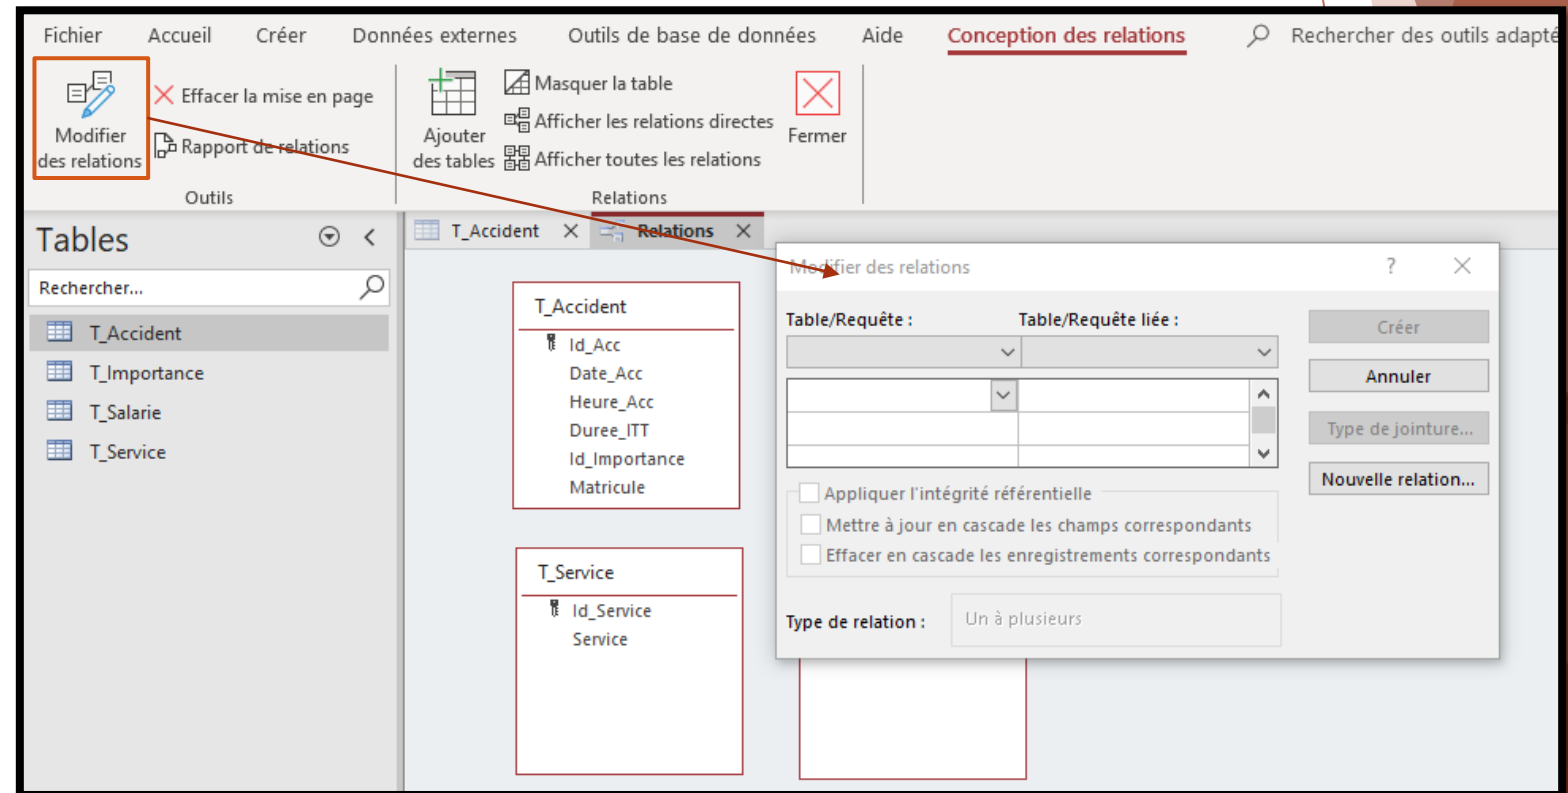 Fichier Accueil Créer Données externes Outils de base de données Aide Conception des relations Rechercher des outils adapté
Modifier
des relations
Effacer la mise en page
Rapport de relations
Outils
Ajouter
des tables
Masquer la table
Afficher les relations directes
Afficher toutes les relations
Fermer
Relations
Tables
Rechercher...
T_Accident
T_Importance
T_Salarie
T_Service
T_Accident Relations
T_Accident
Id_Acc
Date_Acc
Heure_Acc
Duree_ITT
Id_Importance
Matricule
T_Service
Id_Service
Service
Modifier des relations ?
Table/Requête : Table/Requête liée :
Créer
Annuler
Type de jointure...
Nouvelle relation...
Appliquer l'intégrité référentielle
Mettre à jour en cascade les champs correspondants
Effacer en cascade les enregistrements correspondants
Type de relation : Un à plusieurs